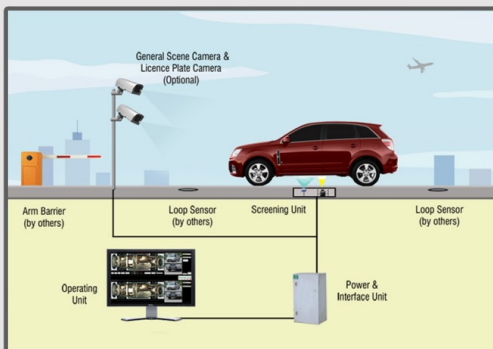 General Scene Camera &
Licence Plate Camera
(Optional)
Arm Barrier
(by others)
Loop Sensor
(by others)
Screening Unit
Loop Sensor
(by others)
Operating
Unit
Power &
Interface Unit